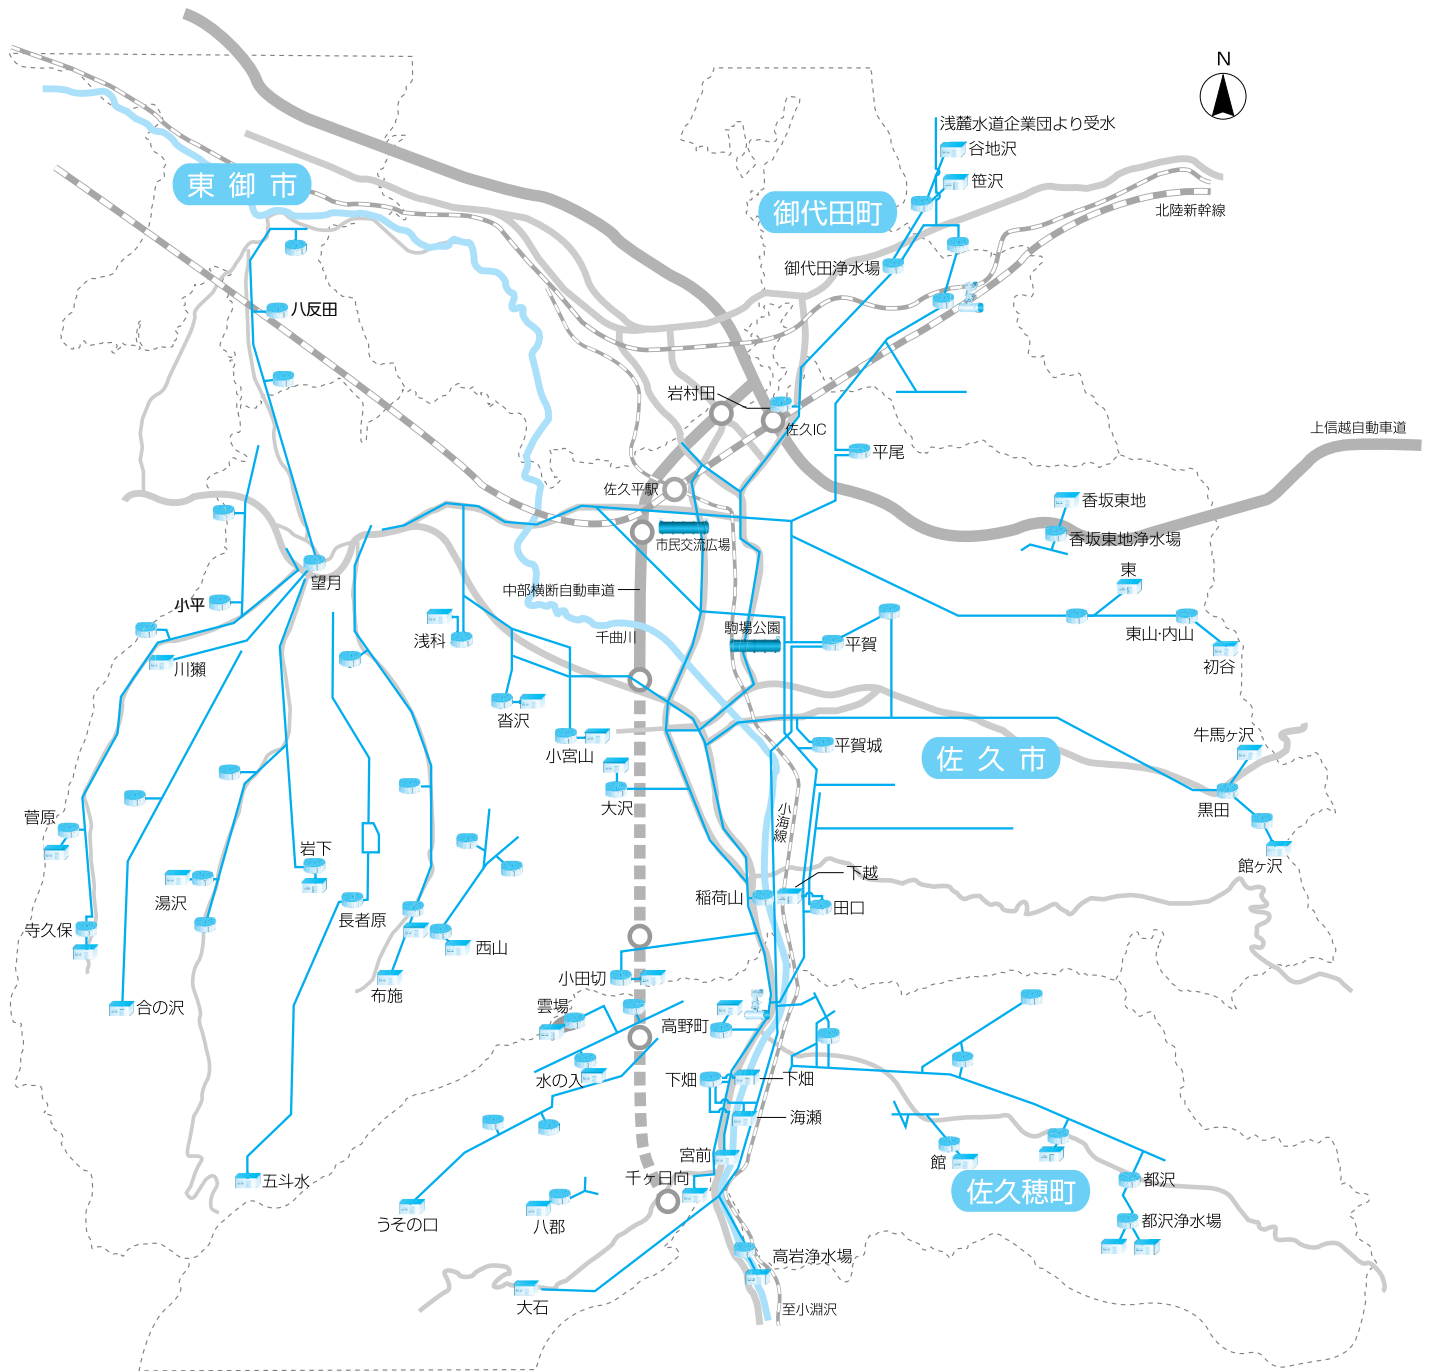 N
浅麓水道企業団より受水
谷地沢
笹沢
東御市
御代田町
北陸新幹線
御代田浄水場
八反田
岩村田
佐久IC
上信越自動車道
平尾
佐久平駅
香坂東地
香坂東地浄水場
市民交流広場
東
望月
中部横断自動車道
小平
駒場公園
千曲川
浅科
平賀
東山・内山
初谷
川獺
沓沢
牛馬ヶ沢
小宮山
平賀城
佐久市
大沢
黒田
菅原
小海線
岩下
館ヶ沢
下越
湯沢
稲荷山
田口
長者原
寺久保
西山
小田切
布施
合の沢
雲場
高野町
水の入
下畑
下畑
海瀬
宮前
館
千ヶ日向
五斗水
都沢
佐久穂町
うその口
八郡
都沢浄水場
高岩浄水場
大石
至小淵沢